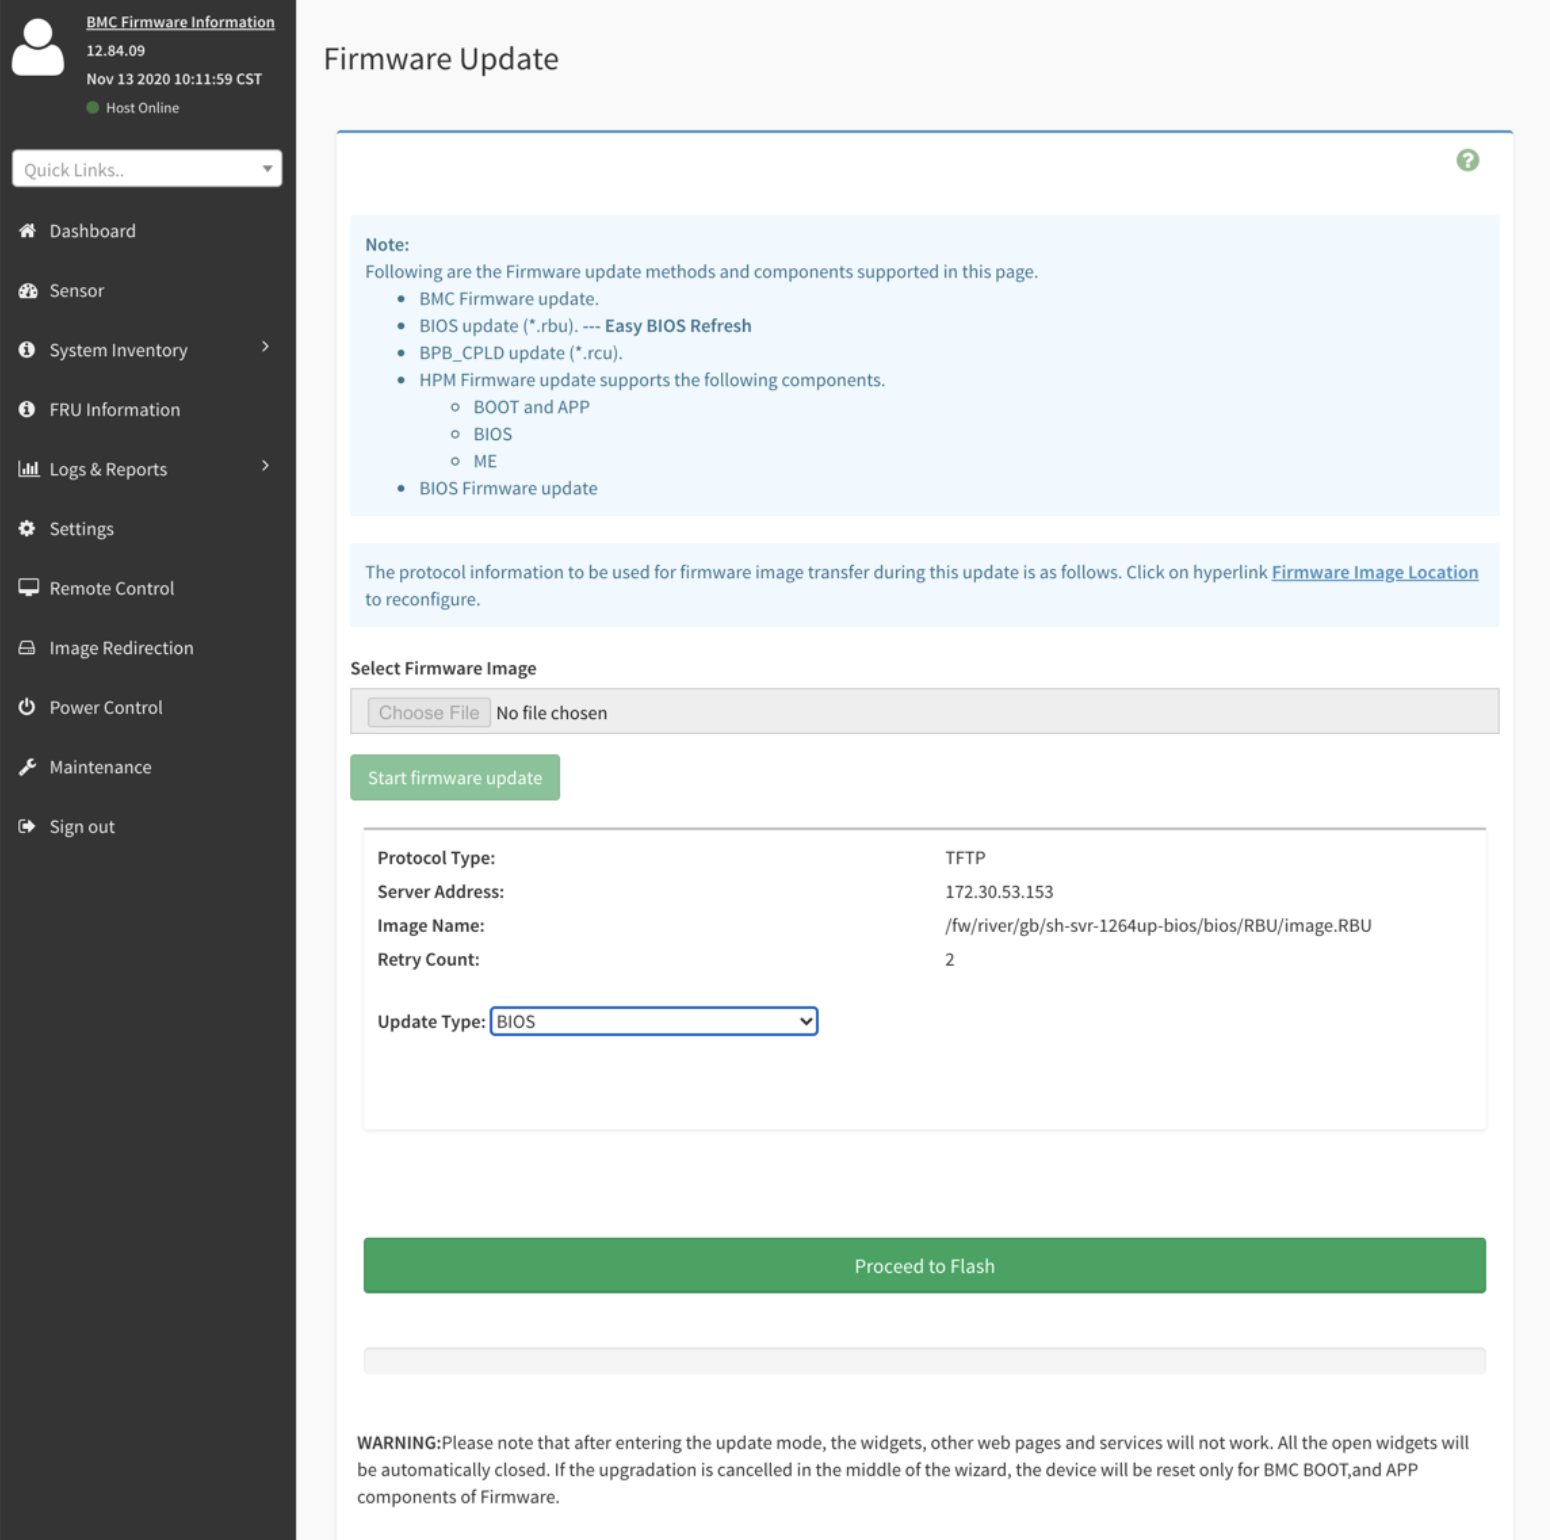 BMC Firmware Information
12.84.09
Nov 13 2020 10:11:59 CST
Host Online
Quick Links..
Dashboard
Sensor
System Inventory
FRU Information
Logs & Reports
Settings
Remote Control
Image Redirection
Power Control
Maintenance
Sign out
Firmware Update
Note:
Following are the Firmware update methods and components supported in this page.
BMC Firmware update.
BIOS update (*.rbu). --- Easy BIOS Refresh
BPB_CPLD update (*.rcu).
HPM Firmware update supports the following components.
BOOT and APP
BIOS
ME
BIOS Firmware update
The protocol information to be used for firmware image transfer during this update is as follows. Click on hyperlink Firmware Image Location
to reconfigure.
Select Firmware Image
Choose File No file chosen
Start firmware update
Protocol Type: TFTP
Server Address: 172.30.53.153
Image Name: /fw/river/gb/sh-svr-1264up-bios/bios/RBU/image.RBU
Retry Count: 2
Update Type: BIOS
Proceed to Flash
WARNING:Please note that after entering the update mode, the widgets, other web pages and services will not work. All the open widgets will
be automatically closed. If the upgradation is cancelled in the middle of the wizard, the device will be reset only for BMC BOOT,and APP
components of Firmware.